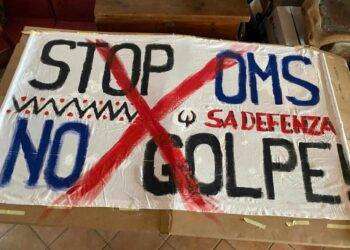 STOP OMS
SA DEFENZA
NO GOLPE!